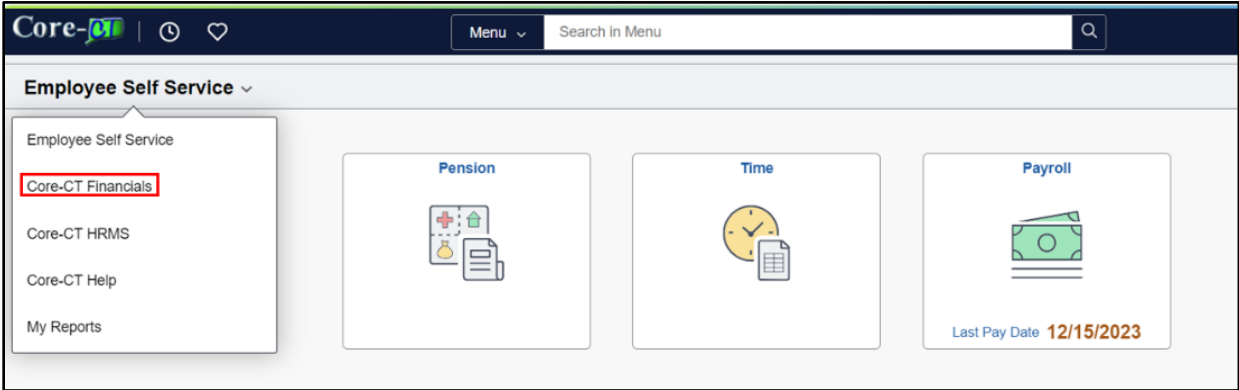 Core-CT
Menu
Search in Menu
Employee Self Service
Employee Self Service
Core-CT Financials
Core-CT HRMS
Core-CT Help
My Reports
Pension
Time
Payroll
Last Pay Date 12/15/2023